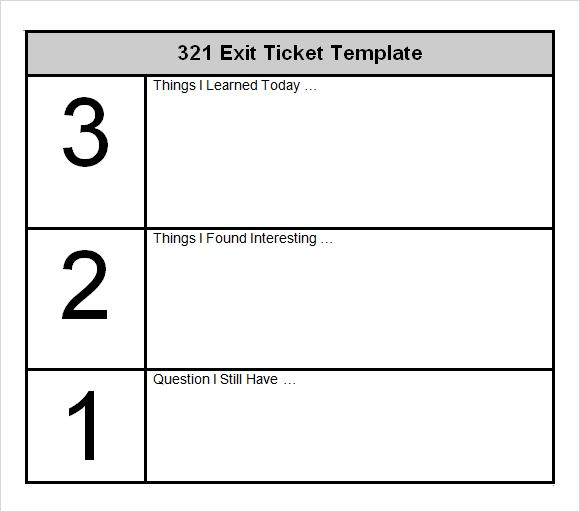 321 Exit Ticket Template
3
Things I Learned Today …
2
Things I Found Interesting …
1
Question I Still Have …